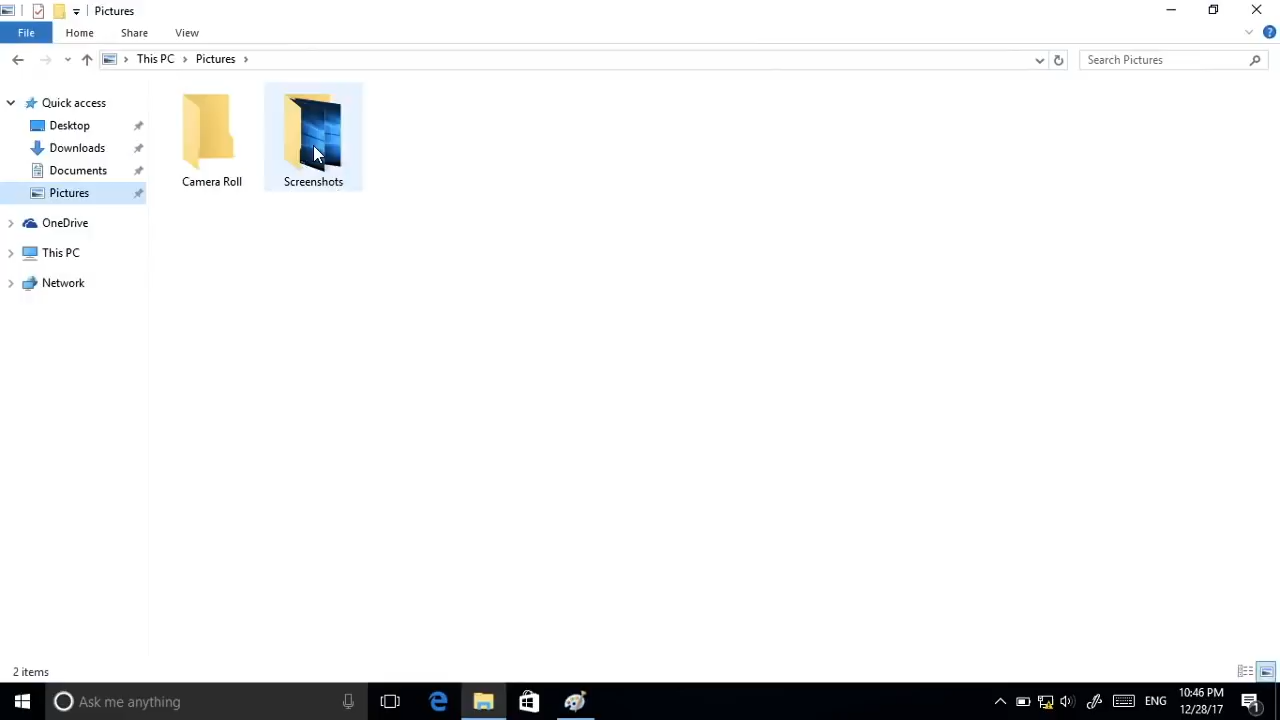 Pictures
File Home Share View
This PC Pictures
Search Pictures
Quick access
Desktop
Downloads
Documents
Pictures
OneDrive
This PC
Network
Camera Roll
Screenshots
2 items
Ask me anything
ENG
10:46 PM
12/28/17
1